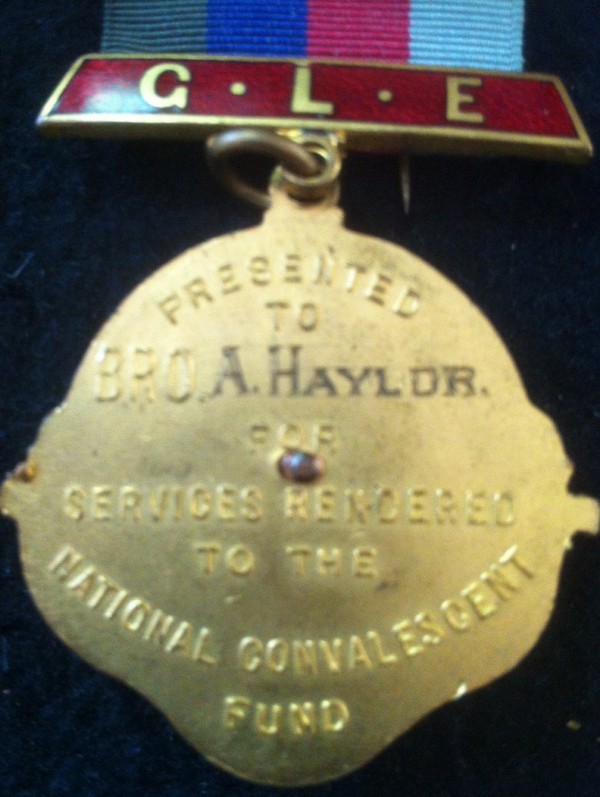 G · L · E
PRESENTED
TO
BRO. A. HAYLOR.
FOR
SERVICES RENDERED
TO THE
NATIONAL CONVALESCENT
FUND